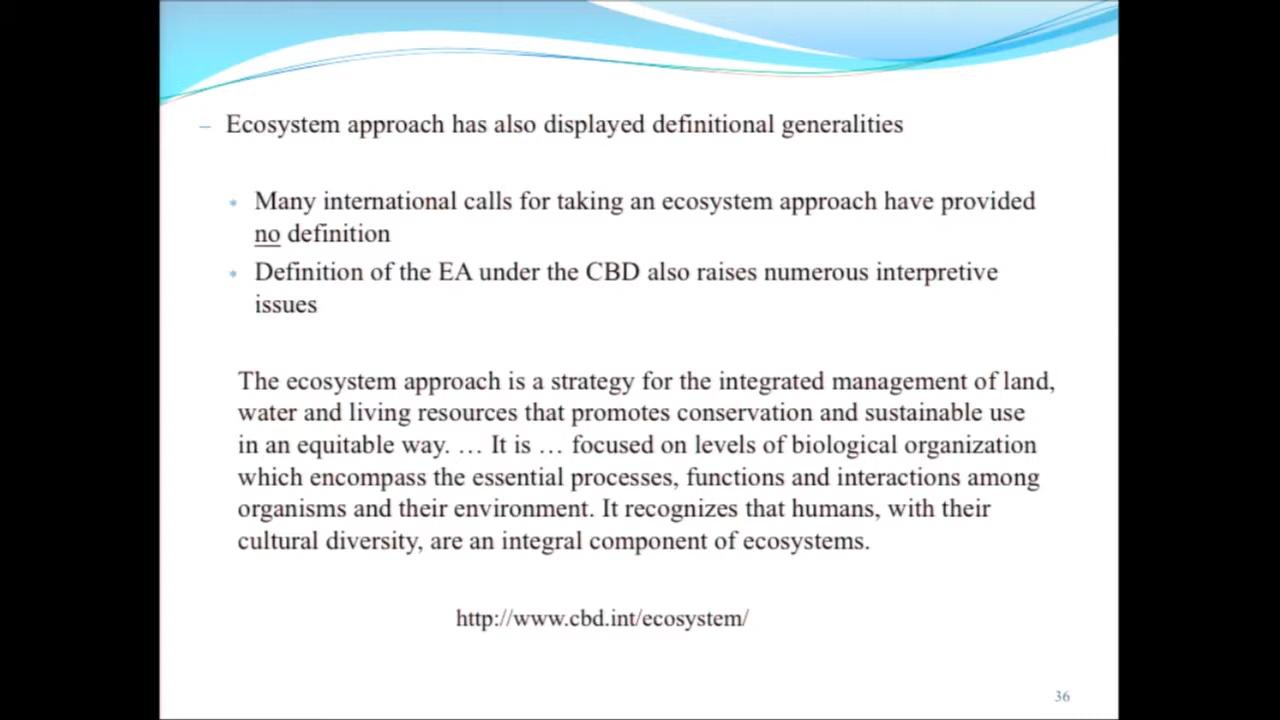 – Ecosystem approach has also displayed definitional generalities
* Many international calls for taking an ecosystem approach have provided
no definition
* Definition of the EA under the CBD also raises numerous interpretive
issues
The ecosystem approach is a strategy for the integrated management of land,
water and living resources that promotes conservation and sustainable use
in an equitable way. … It is … focused on levels of biological organization
which encompass the essential processes, functions and interactions among
organisms and their environment. It recognizes that humans, with their
cultural diversity, are an integral component of ecosystems.
http://www.cbd.int/ecosystem/
36